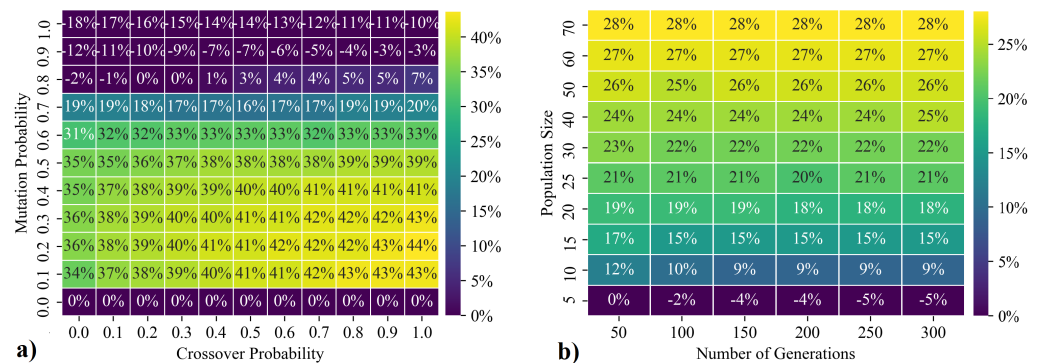 -18% -17% -16% -15% -14% -14% -13% -12% -11% -11% -10%
-12% -11% -10% -9% -7% -7% -6% -5% -4% -3% -3%
-2% -1% 0% 0% 1% 3% 4% 4% 5% 5% 7%
19% 19% 18% 17% 17% 16% 17% 17% 19% 19% 20%
31% 32% 32% 33% 33% 33% 33% 32% 33% 33% 33%
35% 35% 36% 37% 38% 38% 38% 38% 39% 39% 39%
35% 37% 38% 39% 39% 40% 40% 41% 41% 41% 41%
36% 38% 39% 40% 40% 41% 41% 42% 42% 42% 43%
36% 38% 39% 40% 41% 41% 42% 42% 42% 43% 44%
34% 37% 38% 39% 40% 41% 41% 42% 43% 43% 43%
0% 0% 0% 0% 0% 0% 0% 0% 0% 0% 0%
1.0
0.9
0.8
0.7
0.6
0.5
0.4
0.3
0.2
0.1
0.0
Mutation Probability
0.0 0.1 0.2 0.3 0.4 0.5 0.6 0.7 0.8 0.9 1.0
Crossover Probability
40%
35%
30%
25%
20%
15%
10%
5%
0%
a)
28% 28% 28% 28% 28% 28%
27% 27% 27% 27% 27% 27%
26% 25% 26% 26% 26% 26%
24% 24% 24% 24% 24% 25%
23% 22% 22% 22% 22% 22%
21% 21% 21% 20% 21% 21%
19% 19% 19% 18% 18% 18%
17% 15% 15% 15% 15% 15%
12% 10% 9% 9% 9% 9%
0% -2% -4% -4% -5% -5%
70
60
50
40
30
25
20
15
10
5
Population Size
50 100 150 200 250 300
Number of Generations
25%
20%
15%
10%
5%
0%
b)